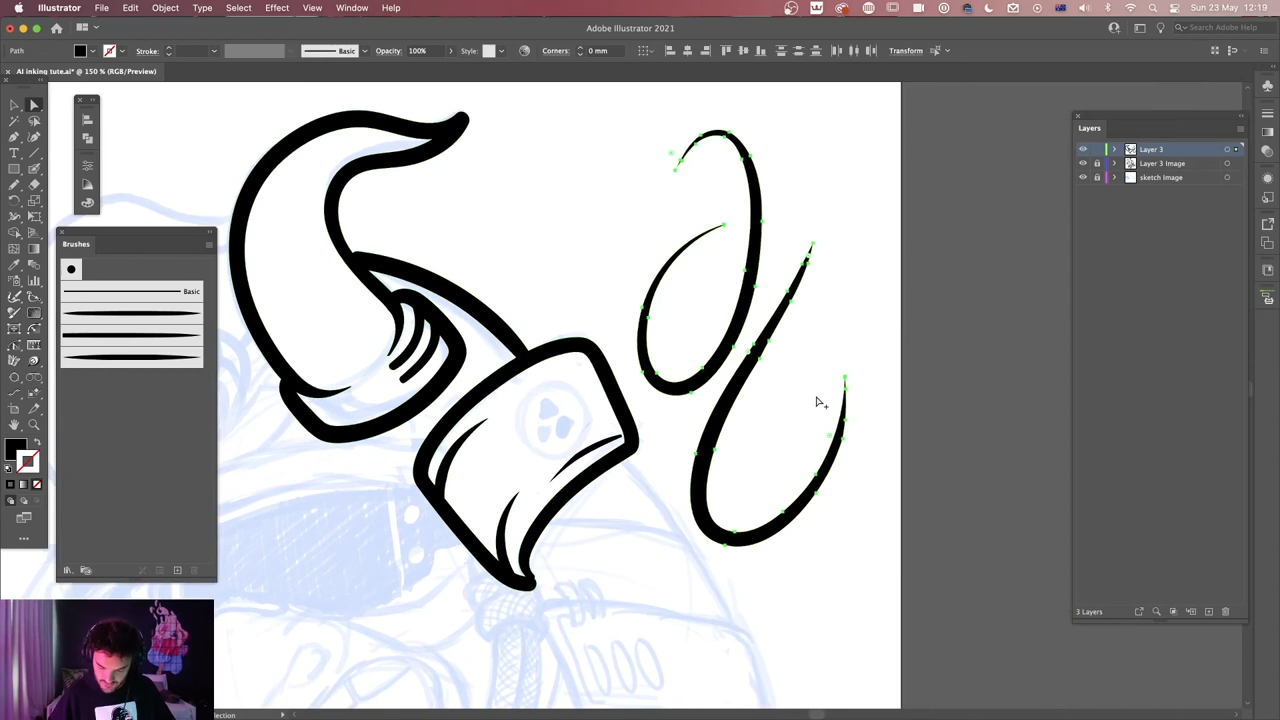 Illustrator File Edit Object Type Select Effect View Window Help
Sun 23 May 12:19
Adobe Illustrator 2021
Search Adobe Help
Path
Stroke:
Basic
Opacity: 100%
Style:
Corners: 0 mm
Transform
AI inking tute.ai* @ 150 % (RGB/Preview)
Layers
Layer 3
Layer 3 Image
sketch Image
Brushes
Basic
3 Layers
lection